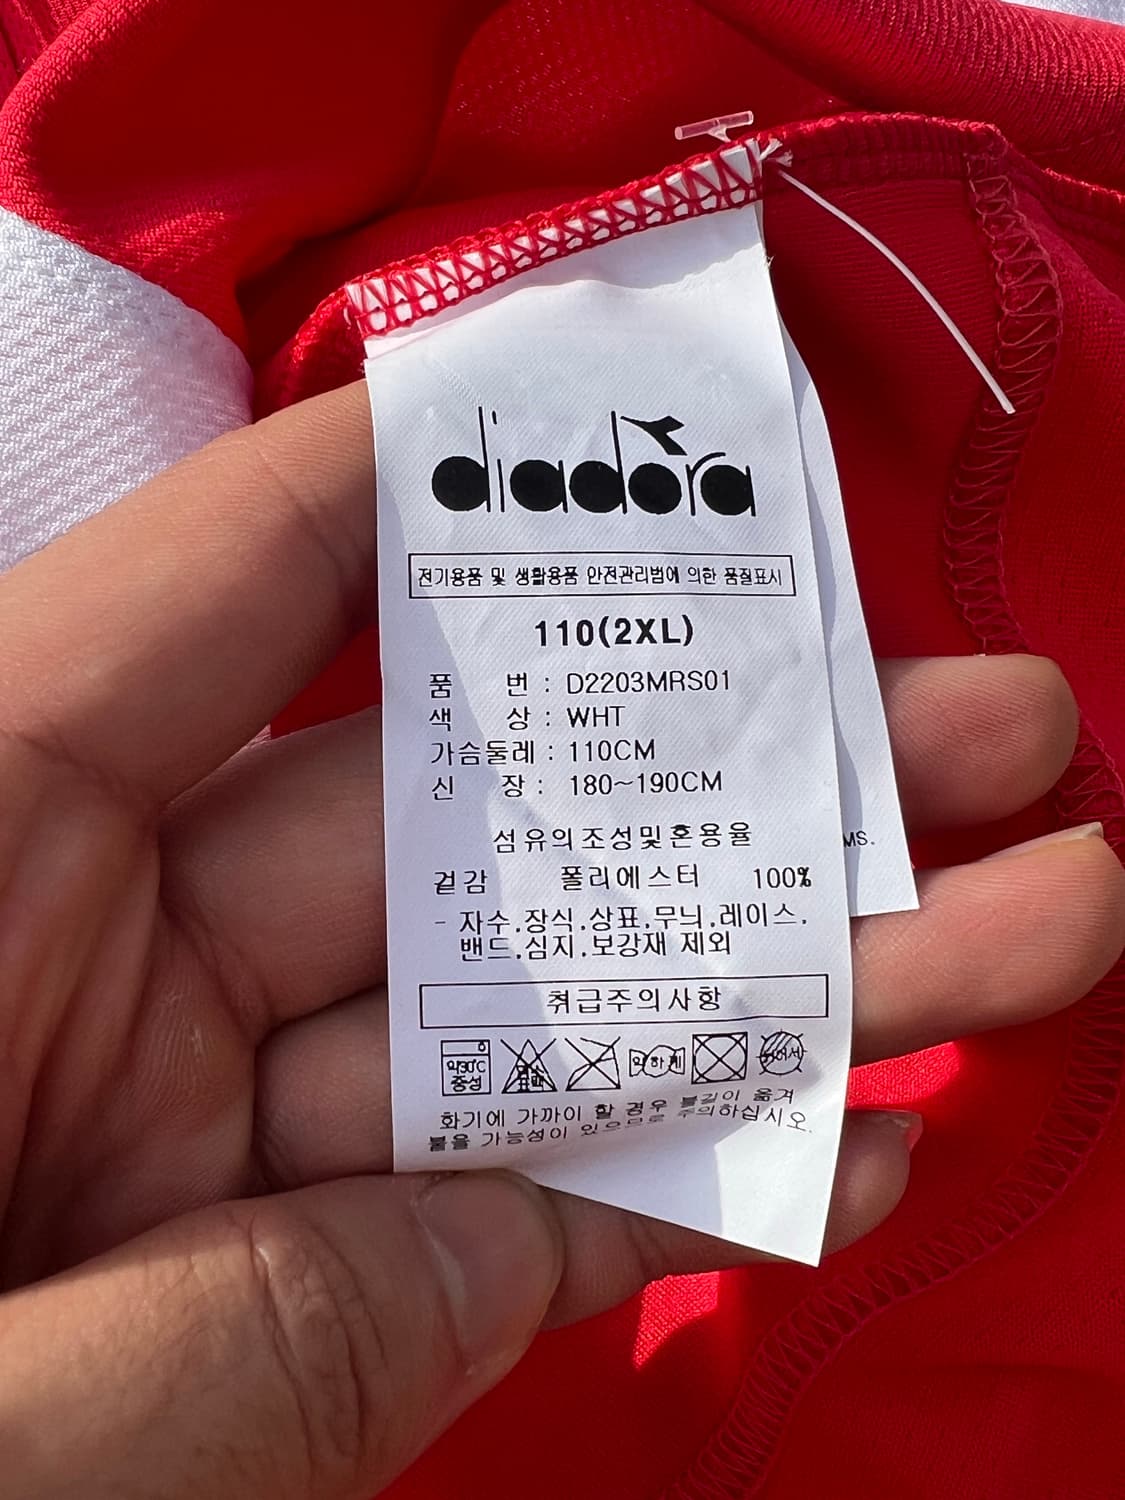 diadora
전기용품 및 생활용품 안전관리법에 의한 품질표시
110(2XL)
품 번 : D2203MRS01
색 상 : WHT
가슴둘레 : 110CM
신 장 : 180~190CM
섬유의조성및혼용율
겉감 폴리에스터 100%
- 자수.장식.상표.무늬.레이스.
밴드.심지.보강재 제외
MS.
취급주의사항
약30℃
중성
약하게
화기에 가까이 할 경우 불길이 옮겨
붙을 가능성이 있으므로 주의하십시오.